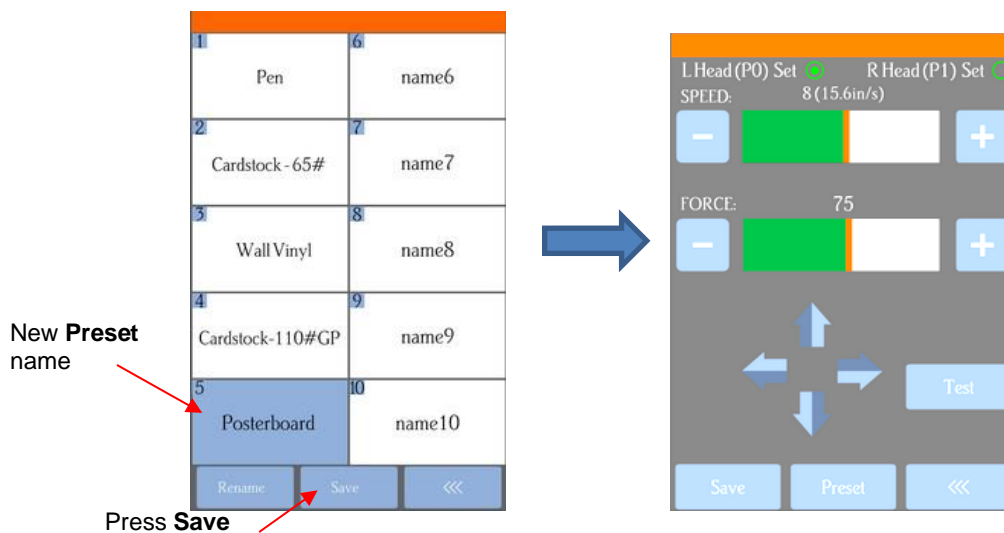 1
Pen
6
name6
2
Cardstock-65#
7
name7
3
Wall Vinyl
8
name8
4
Cardstock-110#GP
9
name9
5
Posterboard
10
name10
Rename Save <<<
New Preset
name
Press Save
L Head (P0) Set R Head (P1) Set
SPEED: 8 (15.6in/s)
− +
FORCE: 75
− +
Test
Save Preset <<<